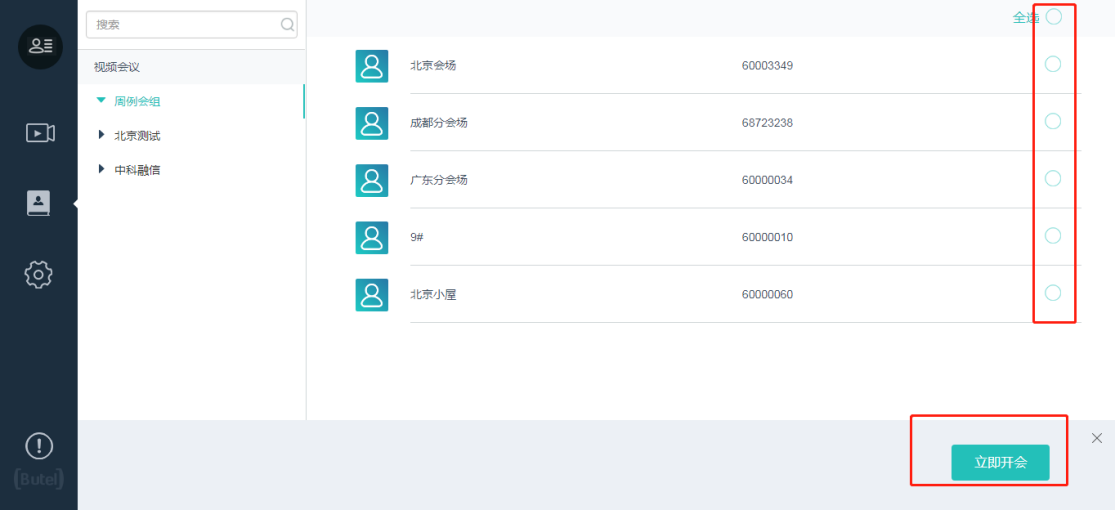 搜索
视频会议
周例会组
北京测试
中科融信
全选
北京会场 60003349
成都分会场 68723238
广东分会场 60000034
9# 60000010
北京小屋 60000060
立即开会
{Butel}